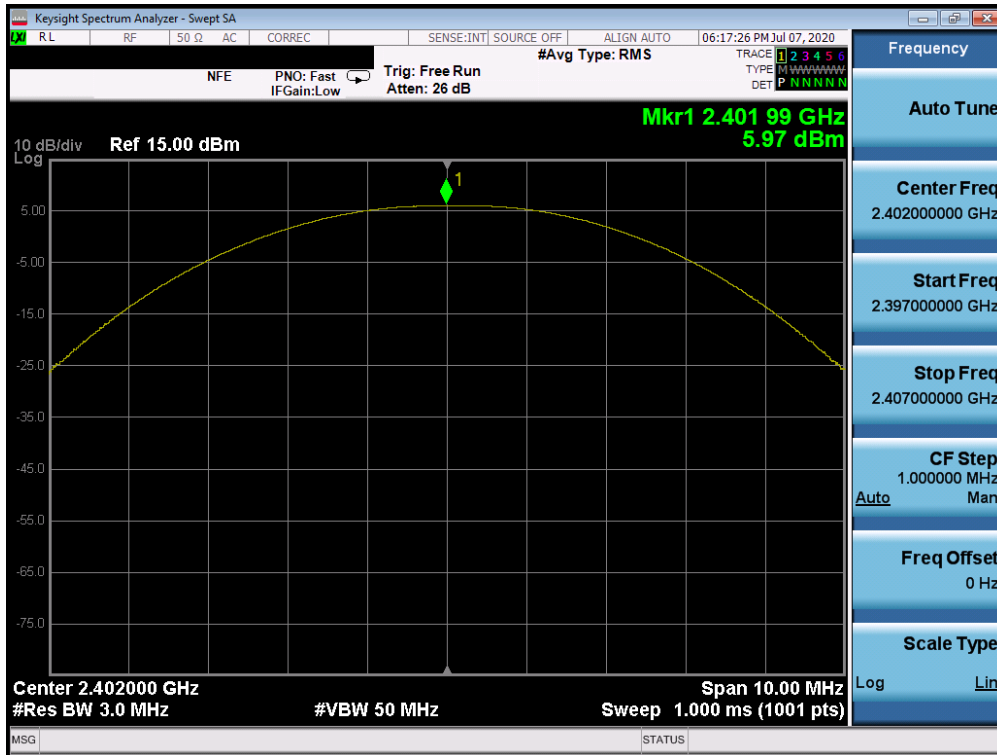 Keysight Spectrum Analyzer - Swept SA
LXI RL RF 50 Ω AC CORREC SENSE:INT SOURCE OFF ALIGN AUTO 06:17:26 PM Jul 07, 2020
NFE PNO: Fast Trig: Free Run #Avg Type: RMS TRACE 1 2 3 4 5 6
IFGain:Low Atten: 26 dB TYPE M WWWWW
DET P N N N N N
Mkr1 2.401 99 GHz
5.97 dBm
10 dB/div Ref 15.00 dBm
Log
1
5.00
-5.00
-15.0
-25.0
-35.0
-45.0
-55.0
-65.0
-75.0
Center 2.402000 GHz Span 10.00 MHz
#Res BW 3.0 MHz #VBW 50 MHz Sweep 1.000 ms (1001 pts)
MSG STATUS
Frequency
Auto Tune
Center Freq
2.402000000 GHz
Start Freq
2.397000000 GHz
Stop Freq
2.407000000 GHz
CF Step
1.000000 MHz
Auto Man
Freq Offset
0 Hz
Scale Type
Log Lin